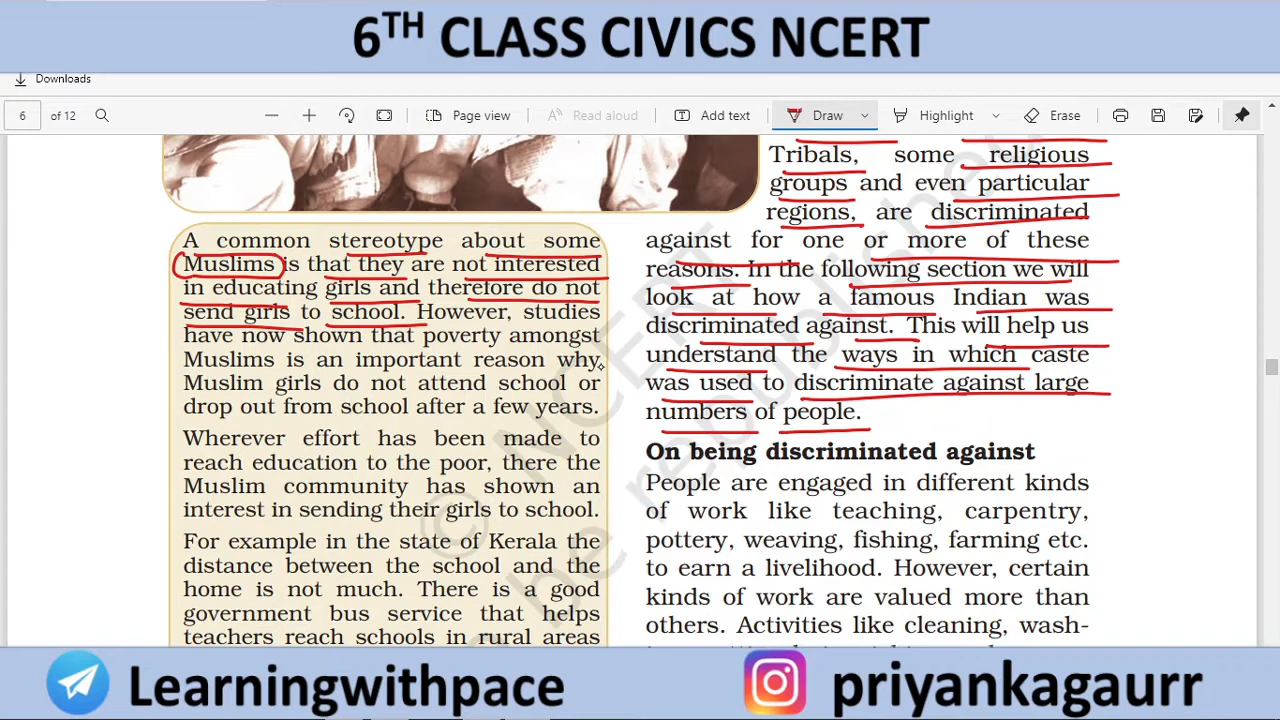 6TH CLASS CIVICS NCERT
Downloads
6 of 12 Page view Read aloud Add text Draw Highlight Erase
A common stereotype about some
Muslims is that they are not interested
in educating girls and therefore do not
send girls to school. However, studies
have now shown that poverty amongst
Muslims is an important reason why
Muslim girls do not attend school or
drop out from school after a few years.
Wherever effort has been made to
reach education to the poor, there the
Muslim community has shown an
interest in sending their girls to school.
For example in the state of Kerala the
distance between the school and the
home is not much. There is a good
government bus service that helps
teachers reach schools in rural areas
Tribals, some religious
groups and even particular
regions, are discriminated
against for one or more of these
reasons. In the following section we will
look at how a famous Indian was
discriminated against. This will help us
understand the ways in which caste
was used to discriminate against large
numbers of people.
On being discriminated against
People are engaged in different kinds
of work like teaching, carpentry,
pottery, weaving, fishing, farming etc.
to earn a livelihood. However, certain
kinds of work are valued more than
others. Activities like cleaning, wash-
© NCERT
be republished
Learningwithpace
priyankagaurr